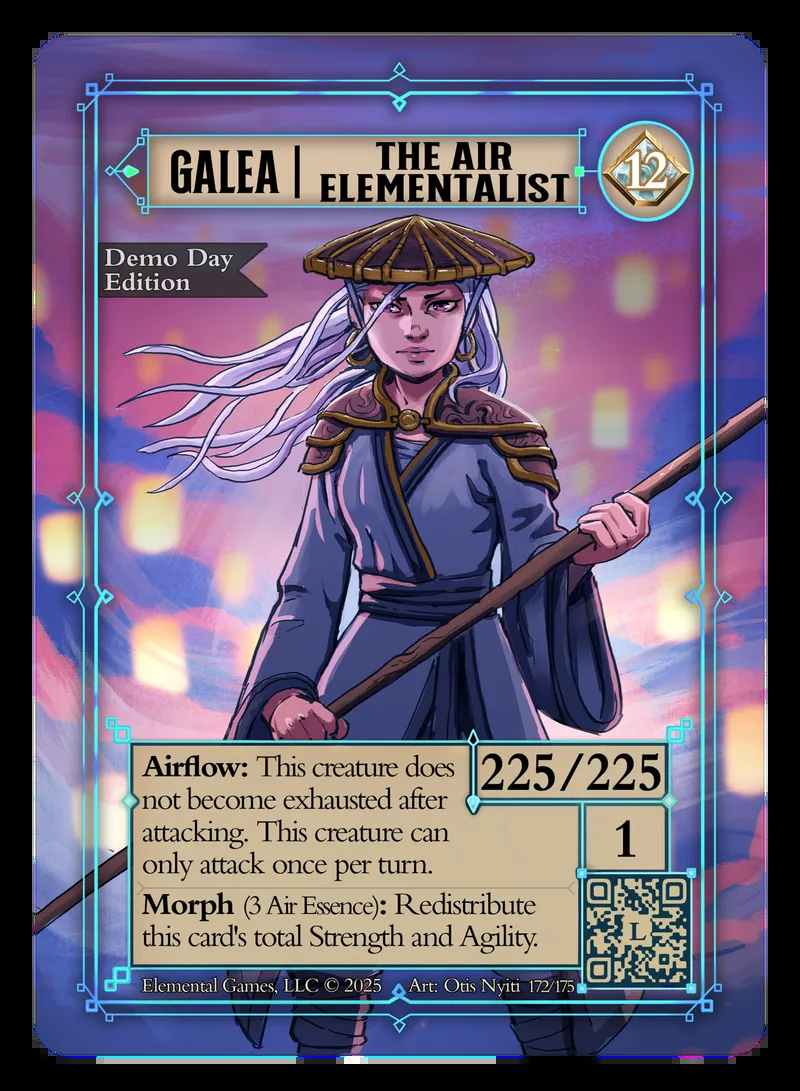 GALEA | THE AIR
ELEMENTALIST
12
Demo Day
Edition
Airflow: This creature does
not become exhausted after
attacking. This creature can
only attack once per turn.
Morph (3 Air Essence): Redistribute
this card's total Strength and Agility.
225/225
1
L
Elemental Games, LLC © 2025 Art: Otis Nyiti 172/175